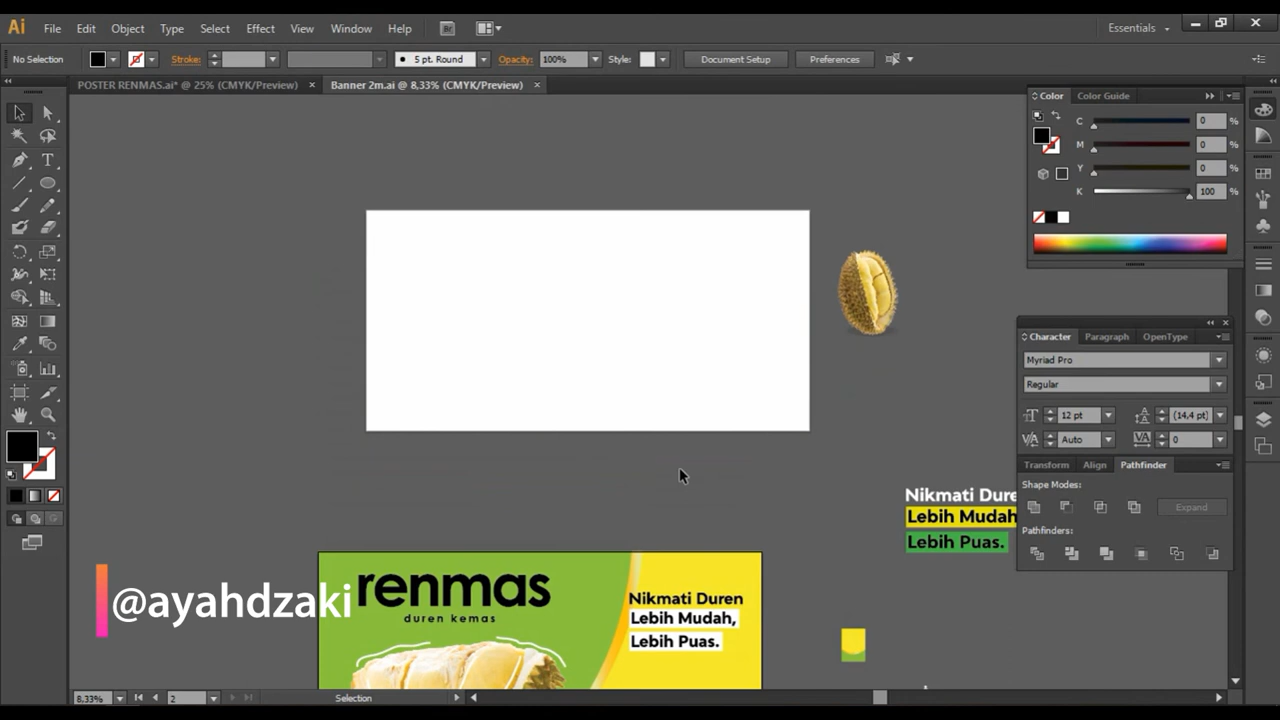 Ai File Edit Object Type Select Effect View Window Help Essentials
No Selection Stroke: 5 pt. Round Opacity: 100% Style: Document Setup Preferences
POSTER RENMAS.ai* @ 25% (CMYK/Preview) × Banner 2m.ai @ 8,33% (CMYK/Preview) ×
Color Color Guide
C 0 %
M 0 %
Y 0 %
K 100 %
Character Paragraph OpenType
Myriad Pro
Regular
12 pt (14,4 pt)
Auto 0
Transform Align Pathfinder
Shape Modes:
Expand
Pathfinders:
Nikmati Dure
Lebih Mudah
Lebih Puas.
@ayahdzaki
renmas
duren kemas
Nikmati Duren
Lebih Mudah,
Lebih Puas.
8,33% 2 Selection